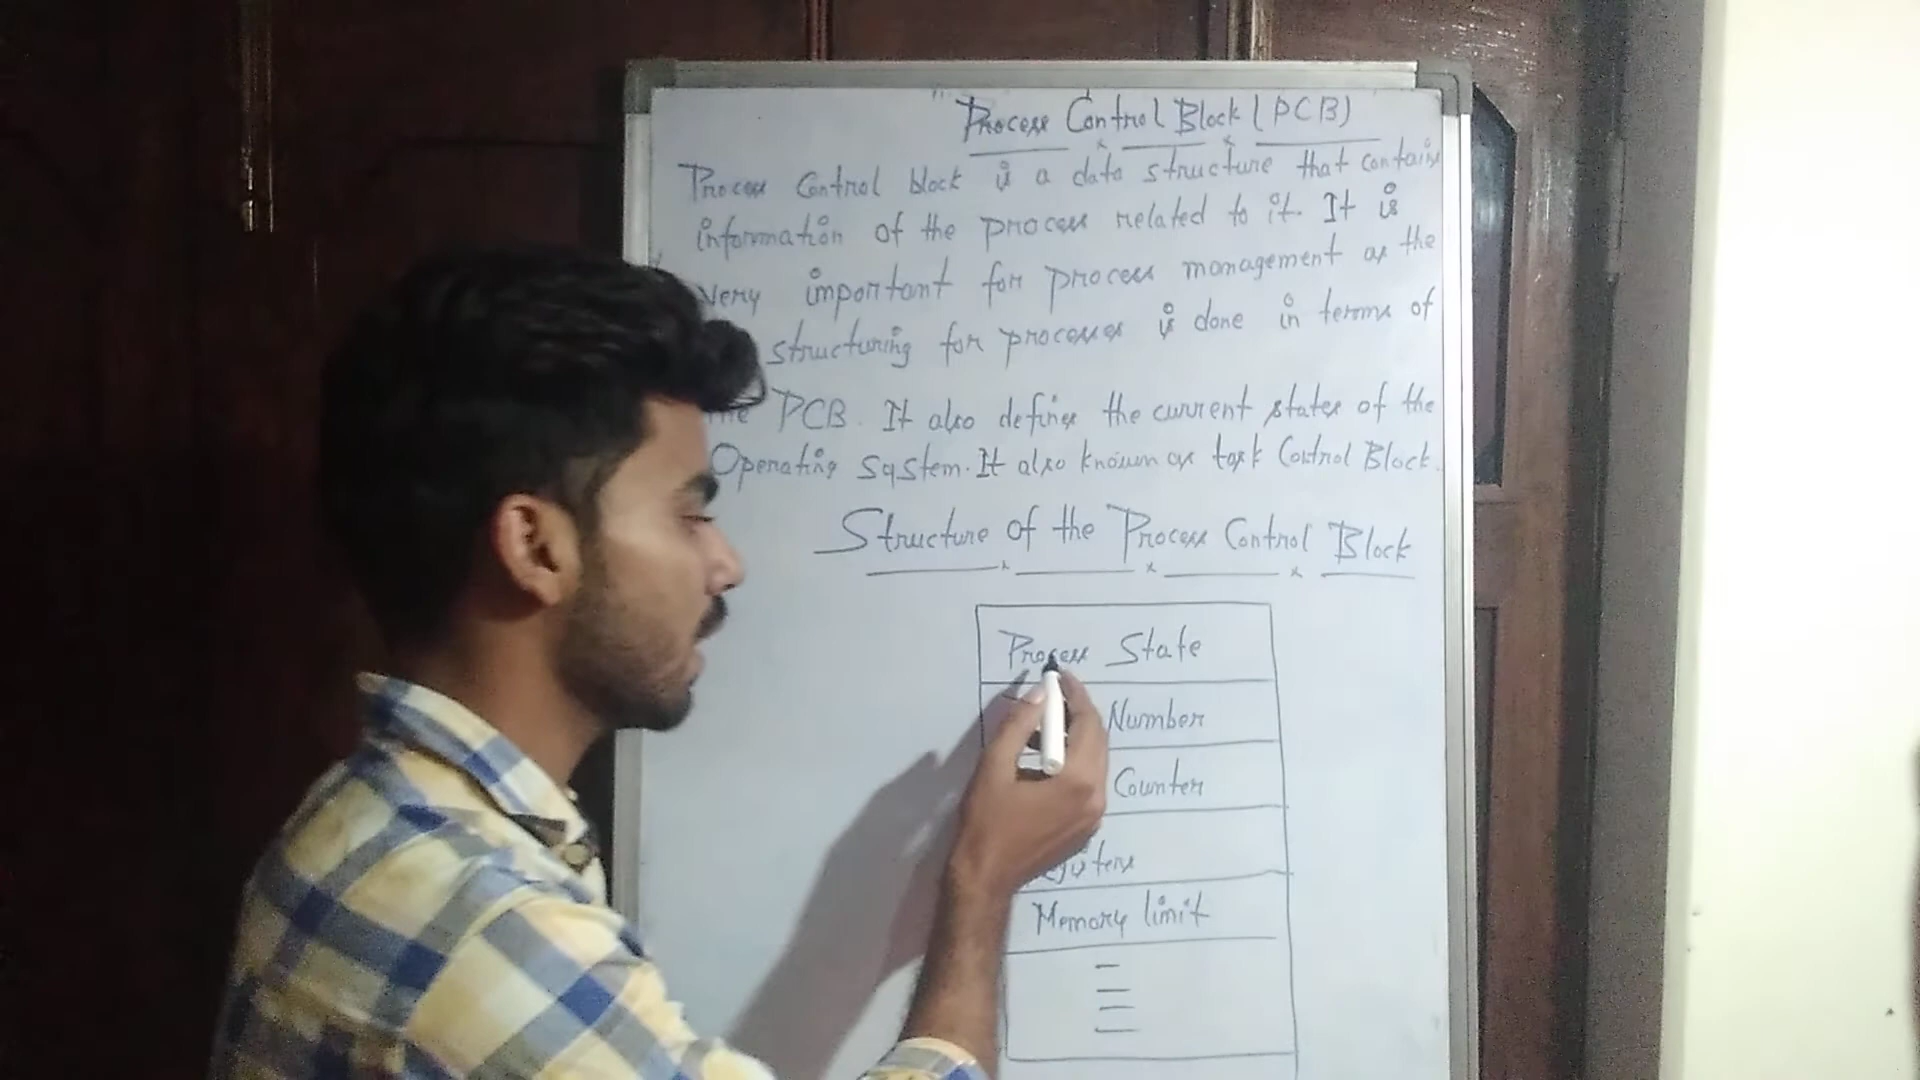 Process Control Block (PCB)
Process Control block is a data structure that contains
information of the process related to it. It is
very important for process management as the
structuring for processes is done in terms of
PCB. It also defines the current states of the
Operating system. It also known as task Control Block.
Structure of the Process Control Block
Process State
Number
Counter
Memory limit